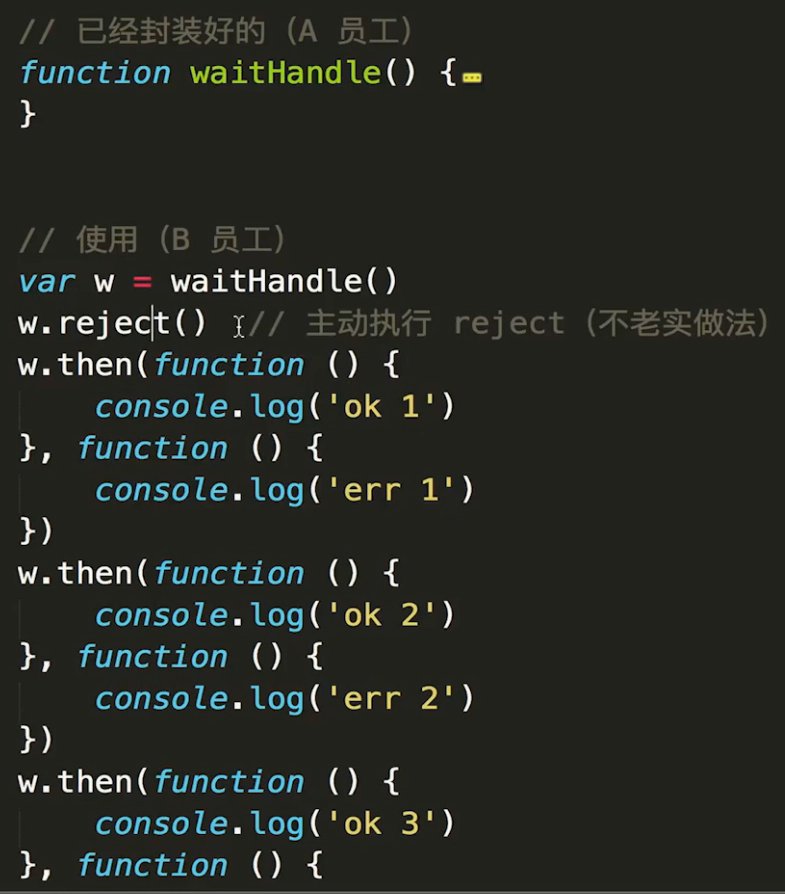 // 已经封装好的（A 员工）
function waitHandle() {
}
// 使用（B 员工）
var w = waitHandle()
w.reject() // 主动执行 reject（不老实做法）
w.then(function () {
console.log('ok 1')
}, function () {
console.log('err 1')
})
w.then(function () {
console.log('ok 2')
}, function () {
console.log('err 2')
})
w.then(function () {
console.log('ok 3')
}, function () {